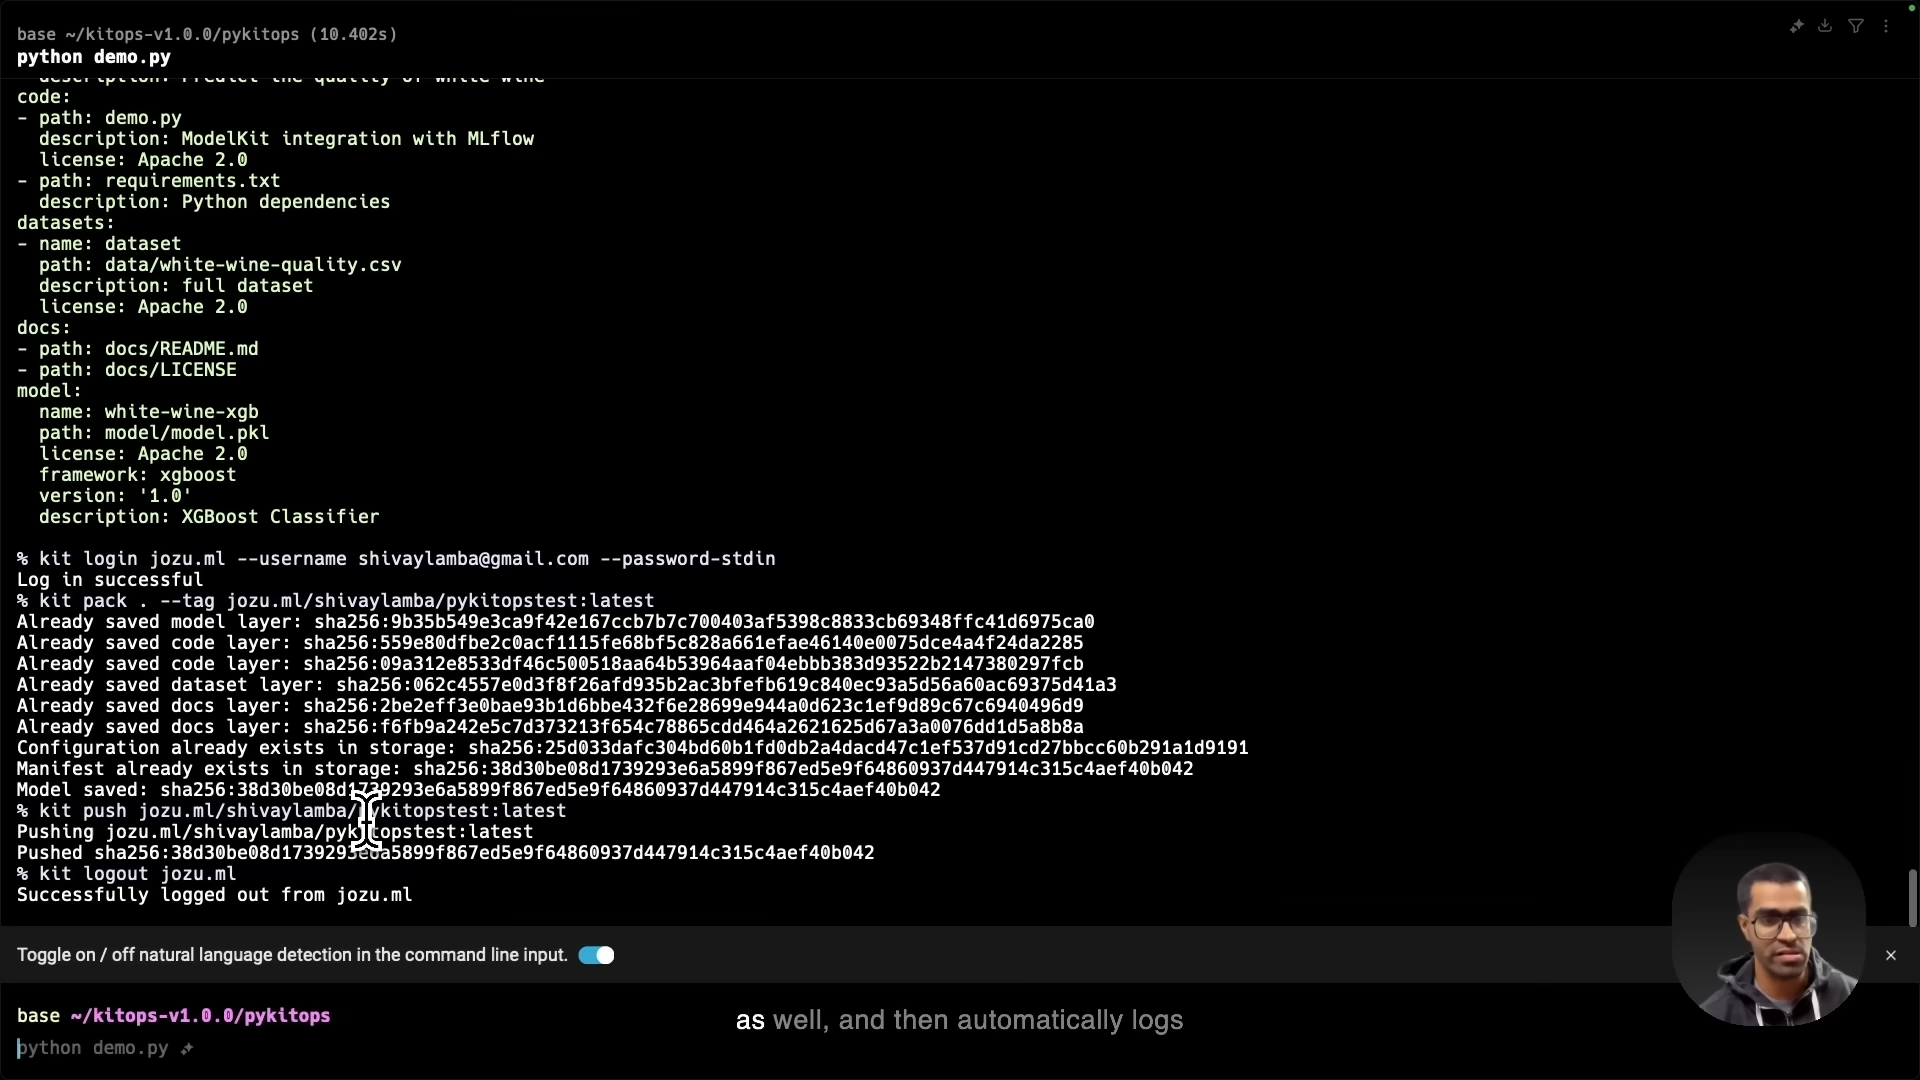 base ~/kitops-v1.0.0/pykitops (10.402s)
python demo.py
description: Predict the quality of white wine
code:
- path: demo.py
description: ModelKit integration with MLflow
license: Apache 2.0
- path: requirements.txt
description: Python dependencies
datasets:
- name: dataset
path: data/white-wine-quality.csv
description: full dataset
license: Apache 2.0
docs:
- path: docs/README.md
- path: docs/LICENSE
model:
name: white-wine-xgb
path: model/model.pkl
license: Apache 2.0
framework: xgboost
version: '1.0'
description: XGBoost Classifier
% kit login jozu.ml --username shivaylamba@gmail.com --password-stdin
Log in successful
% kit pack . --tag jozu.ml/shivaylamba/pykitopstest:latest
Already saved model layer: sha256:9b35b549e3ca9f42e167ccb7b7c700403af5398c8833cb69348ffc41d6975ca0
Already saved code layer: sha256:559e80dfbe2c0acf1115fe68bf5c828a661efae46140e0075dce4a4f24da2285
Already saved code layer: sha256:09a312e8533df46c500518aa64b53964aaf04ebbb383d93522b2147380297fcb
Already saved dataset layer: sha256:062c4557e0d3f8f26afd935b2ac3bfefb619c840ec93a5d56a60ac69375d41a3
Already saved docs layer: sha256:2be2eff3e0bae93b1d6bbe432f6e28699e944a0d623c1ef9d89c67c6940496d9
Already saved docs layer: sha256:f6fb9a242e5c7d373213f654c78865cdd464a2621625d67a3a0076dd1d5a8b8a
Configuration already exists in storage: sha256:25d033dafc304bd60b1fd0db2a4dacd47c1ef537d91cd27bbcc60b291a1d9191
Manifest already exists in storage: sha256:38d30be08d1739293e6a5899f867ed5e9f64860937d447914c315c4aef40b042
Model saved: sha256:38d30be08d1739293e6a5899f867ed5e9f64860937d447914c315c4aef40b042
% kit push jozu.ml/shivaylamba/pykitopstest:latest
Pushing jozu.ml/shivaylamba/pykitopstest:latest
Pushed sha256:38d30be08d1739293e6a5899f867ed5e9f64860937d447914c315c4aef40b042
% kit logout jozu.ml
Successfully logged out from jozu.ml
Toggle on / off natural language detection in the command line input.
base ~/kitops-v1.0.0/pykitops
python demo.py
as well, and then automatically logs